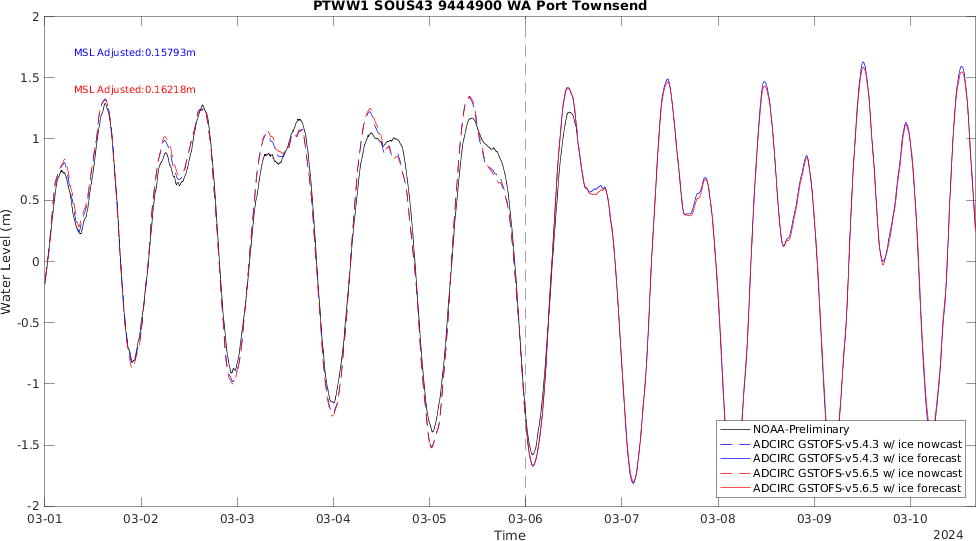 PTWW1 SOUS43 9444900 WA Port Townsend
MSL Adjusted:0.15793m
MSL Adjusted:0.16218m
Water Level (m)
2
1.5
1
0.5
0
-0.5
-1
-1.5
-2
NOAA-Preliminary
ADCIRC GSTOFS-v5.4.3 w/ ice nowcast
ADCIRC GSTOFS-v5.4.3 w/ ice forecast
ADCIRC GSTOFS-v5.6.5 w/ ice nowcast
ADCIRC GSTOFS-v5.6.5 w/ ice forecast
03-01 03-02 03-03 03-04 03-05 03-06 03-07 03-08 03-09 03-10
Time
2024